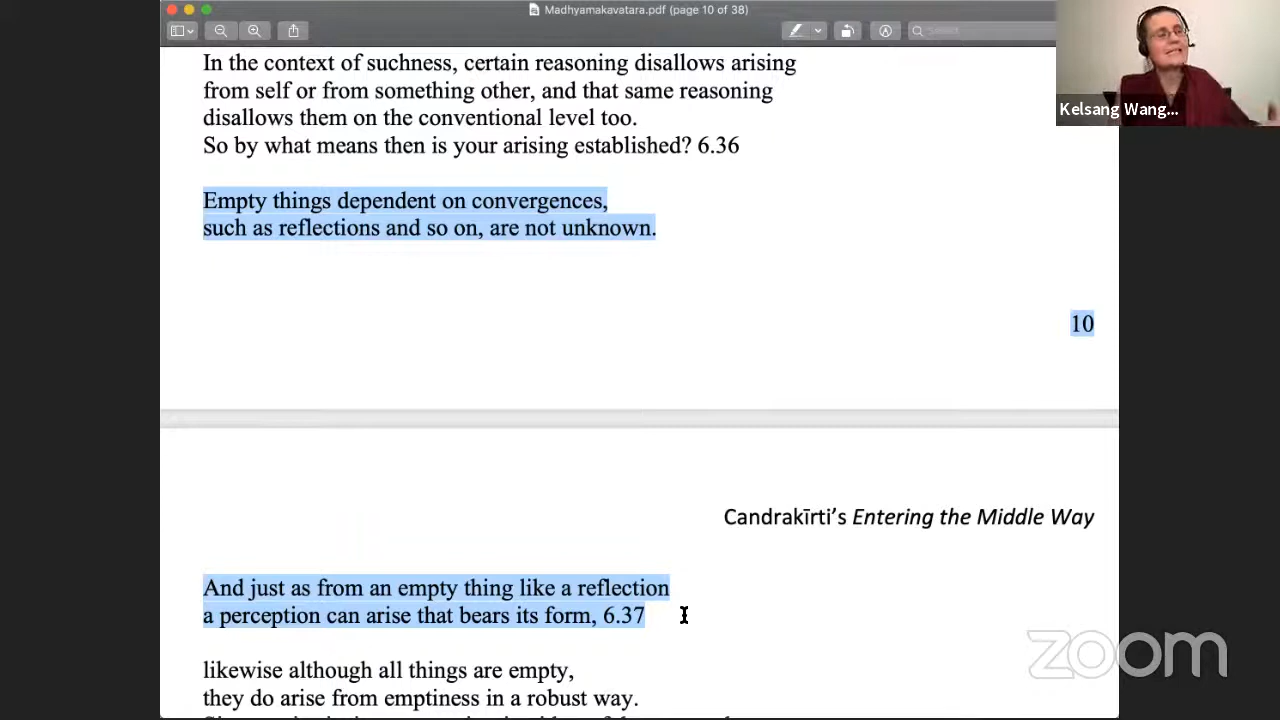 Madhyamakavatara.pdf (page 10 of 38)
Search
Kelsang Wang...
In the context of suchness, certain reasoning disallows arising
from self or from something other, and that same reasoning
disallows them on the conventional level too.
So by what means then is your arising established? 6.36
Empty things dependent on convergences,
such as reflections and so on, are not unknown.
10
Candrakīrti’s Entering the Middle Way
And just as from an empty thing like a reflection
a perception can arise that bears its form, 6.37
likewise although all things are empty,
they do arise from emptiness in a robust way.
zoom